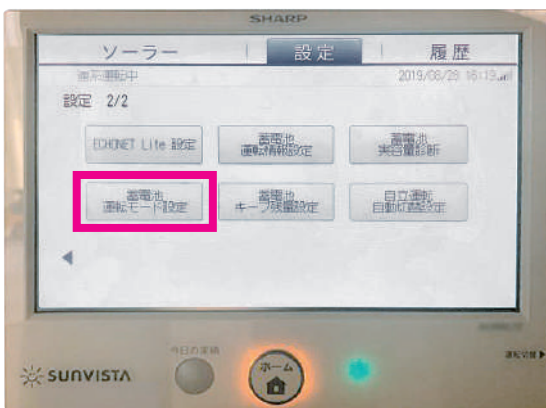 SHARP
ソーラー 設定 履歴
連系運転中 2019/08/28 16:19
設定 2/2
ECHONET Lite 設定
蓄電池
運転情報設定
蓄電池
実容量診断
蓄電池
運転モード設定
蓄電池
キープ残量設定
自立運転
自動切替設定
今日の実績
ホーム
運転切替
SUNVISTA